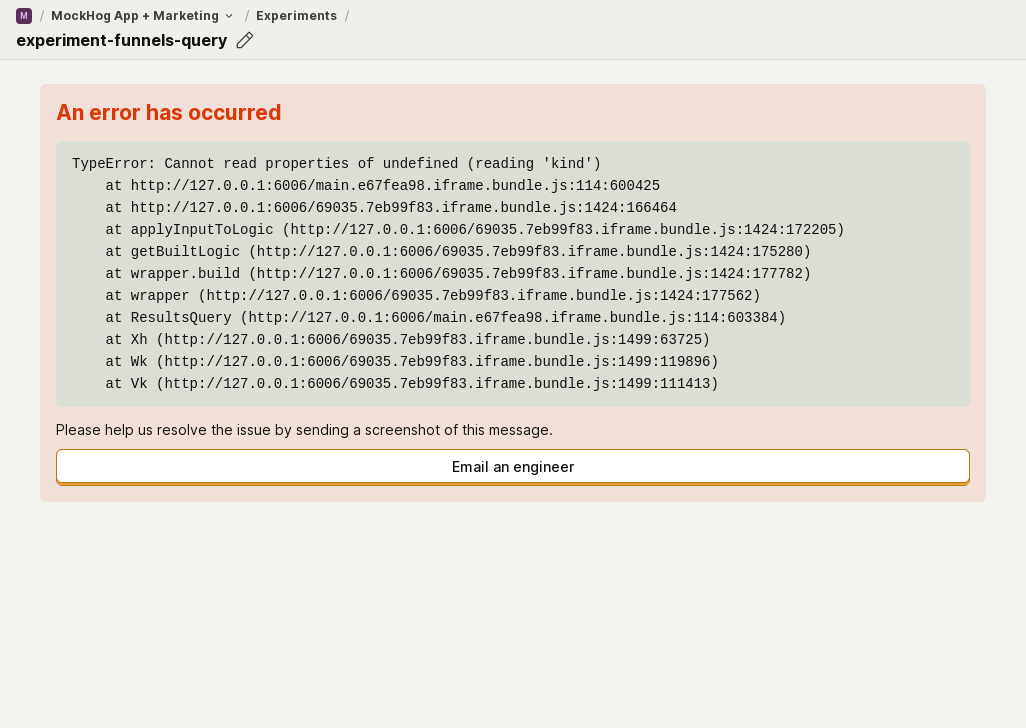 M / MockHog App + Marketing / Experiments /
experiment-funnels-query
An error has occurred
TypeError: Cannot read properties of undefined (reading 'kind')
    at http://127.0.0.1:6006/main.e67fea98.iframe.bundle.js:114:600425
    at http://127.0.0.1:6006/69035.7eb99f83.iframe.bundle.js:1424:166464
    at applyInputToLogic (http://127.0.0.1:6006/69035.7eb99f83.iframe.bundle.js:1424:172205)
    at getBuiltLogic (http://127.0.0.1:6006/69035.7eb99f83.iframe.bundle.js:1424:175280)
    at wrapper.build (http://127.0.0.1:6006/69035.7eb99f83.iframe.bundle.js:1424:177782)
    at wrapper (http://127.0.0.1:6006/69035.7eb99f83.iframe.bundle.js:1424:177562)
    at ResultsQuery (http://127.0.0.1:6006/main.e67fea98.iframe.bundle.js:114:603384)
    at Xh (http://127.0.0.1:6006/69035.7eb99f83.iframe.bundle.js:1499:63725)
    at Wk (http://127.0.0.1:6006/69035.7eb99f83.iframe.bundle.js:1499:119896)
    at Vk (http://127.0.0.1:6006/69035.7eb99f83.iframe.bundle.js:1499:111413)
Please help us resolve the issue by sending a screenshot of this message.
Email an engineer